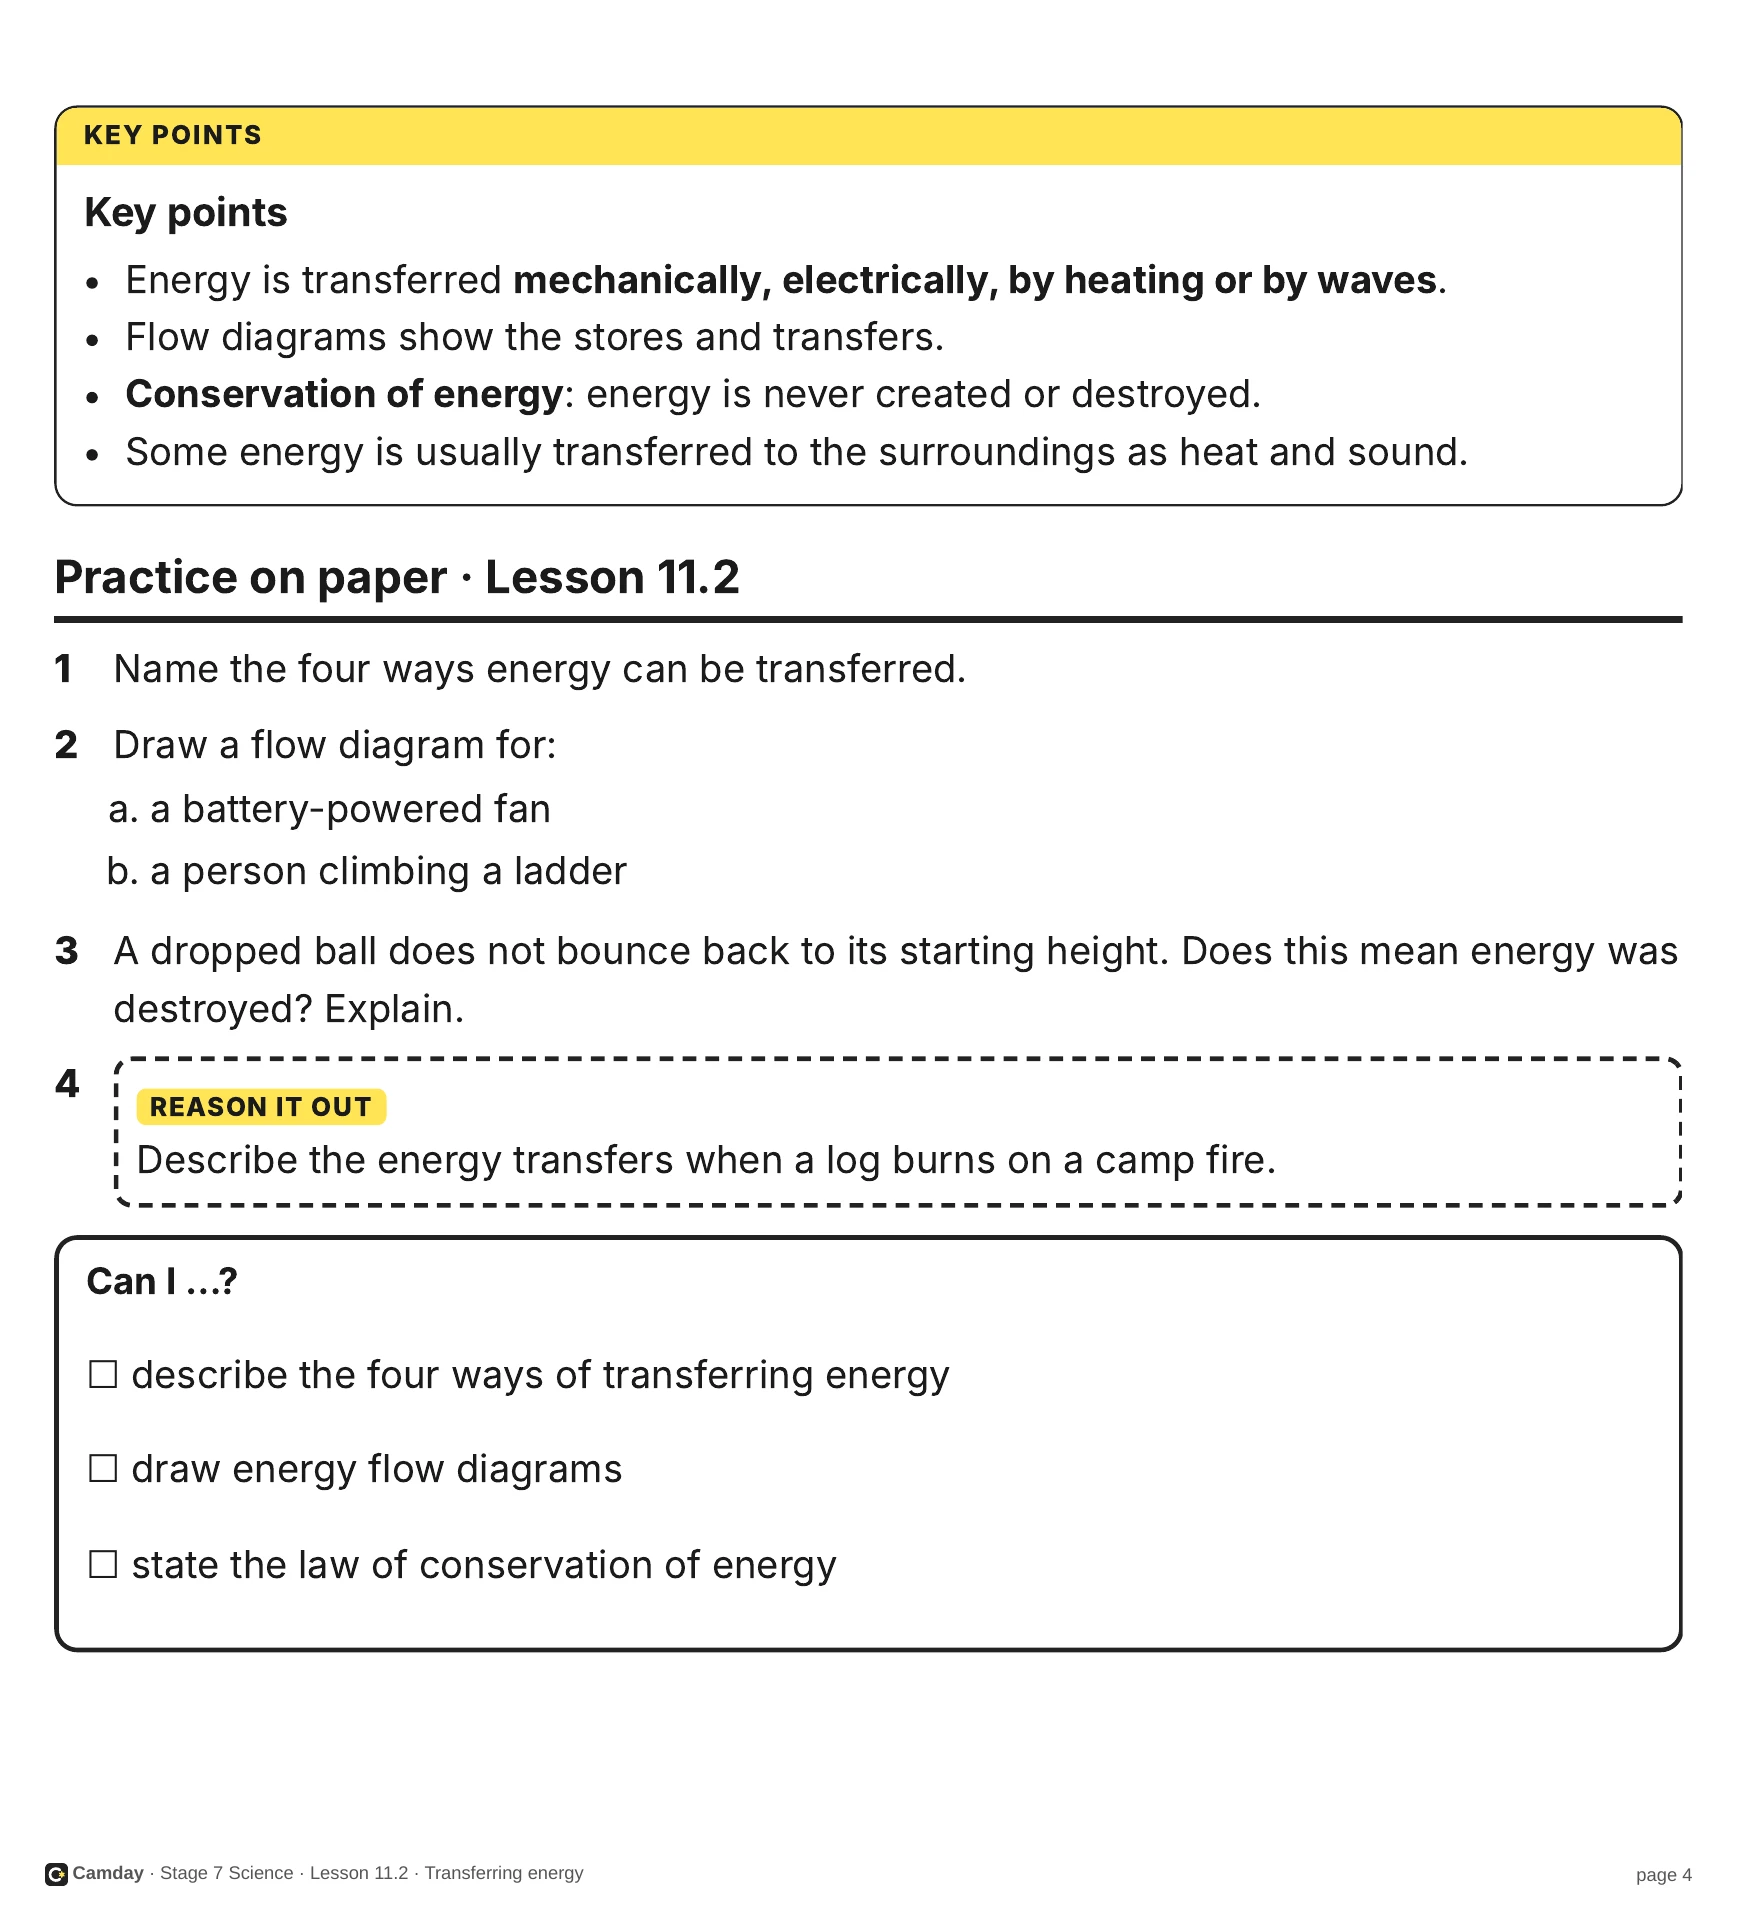 KEY POINTS
Key points
• Energy is transferred mechanically, electrically, by heating or by waves.
• Flow diagrams show the stores and transfers.
• Conservation of energy: energy is never created or destroyed.
• Some energy is usually transferred to the surroundings as heat and sound.
Practice on paper · Lesson 11.2
1 Name the four ways energy can be transferred.
2 Draw a flow diagram for:
a. a battery-powered fan
b. a person climbing a ladder
3 A dropped ball does not bounce back to its starting height. Does this mean energy was
destroyed? Explain.
4
REASON IT OUT
Describe the energy transfers when a log burns on a camp fire.
Can I ...?
☐ describe the four ways of transferring energy
☐ draw energy flow diagrams
☐ state the law of conservation of energy
Camday · Stage 7 Science · Lesson 11.2 · Transferring energy page 4